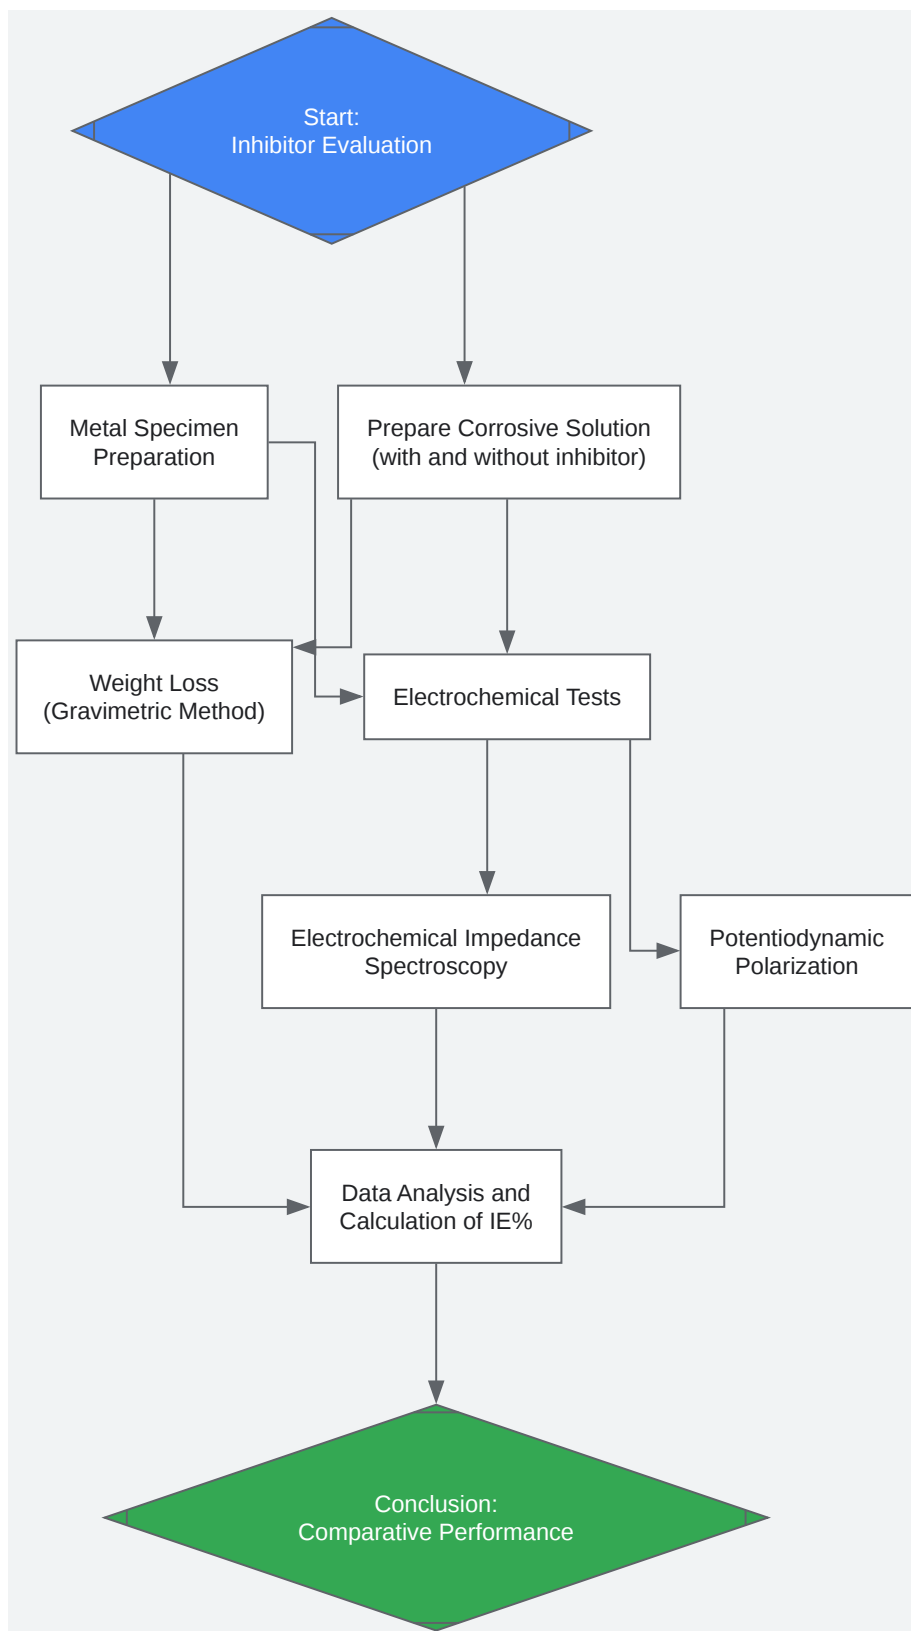 Start:
Inhibitor Evaluation
Metal Specimen
Preparation
Prepare Corrosive Solution
(with and without inhibitor)
Weight Loss
(Gravimetric Method)
Electrochemical Tests
Electrochemical Impedance
Spectroscopy
Potentiodynamic
Polarization
Data Analysis and
Calculation of IE%
Conclusion:
Comparative Performance